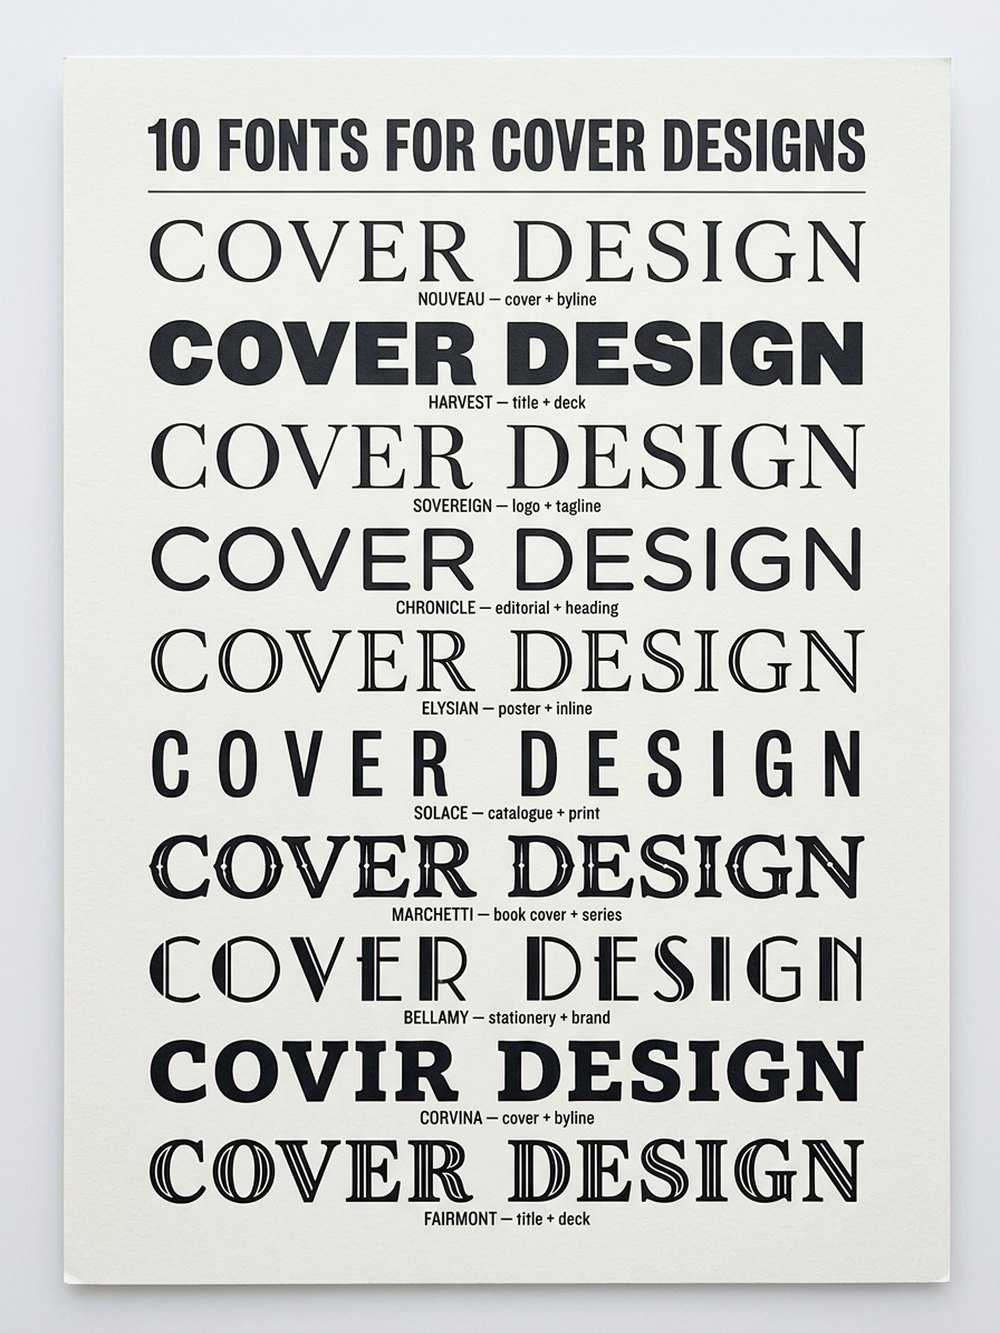 10 FONTS FOR COVER DESIGNS
COVER DESIGN
NOUVEAU — cover + byline
COVER DESIGN
HARVEST — title + deck
COVER DESIGN
SOVEREIGN — logo + tagline
COVER DESIGN
CHRONICLE — editorial + heading
COVER DESIGN
ELYSIAN — poster + inline
COVER DESIGN
SOLACE — catalogue + print
COVER DESIGN
MARCHETTI — book cover + series
COVER DESIGN
BELLAMY — stationery + brand
COVIR DESIGN
CORVINA — cover + byline
COVER DESIGN
FAIRMONT — title + deck